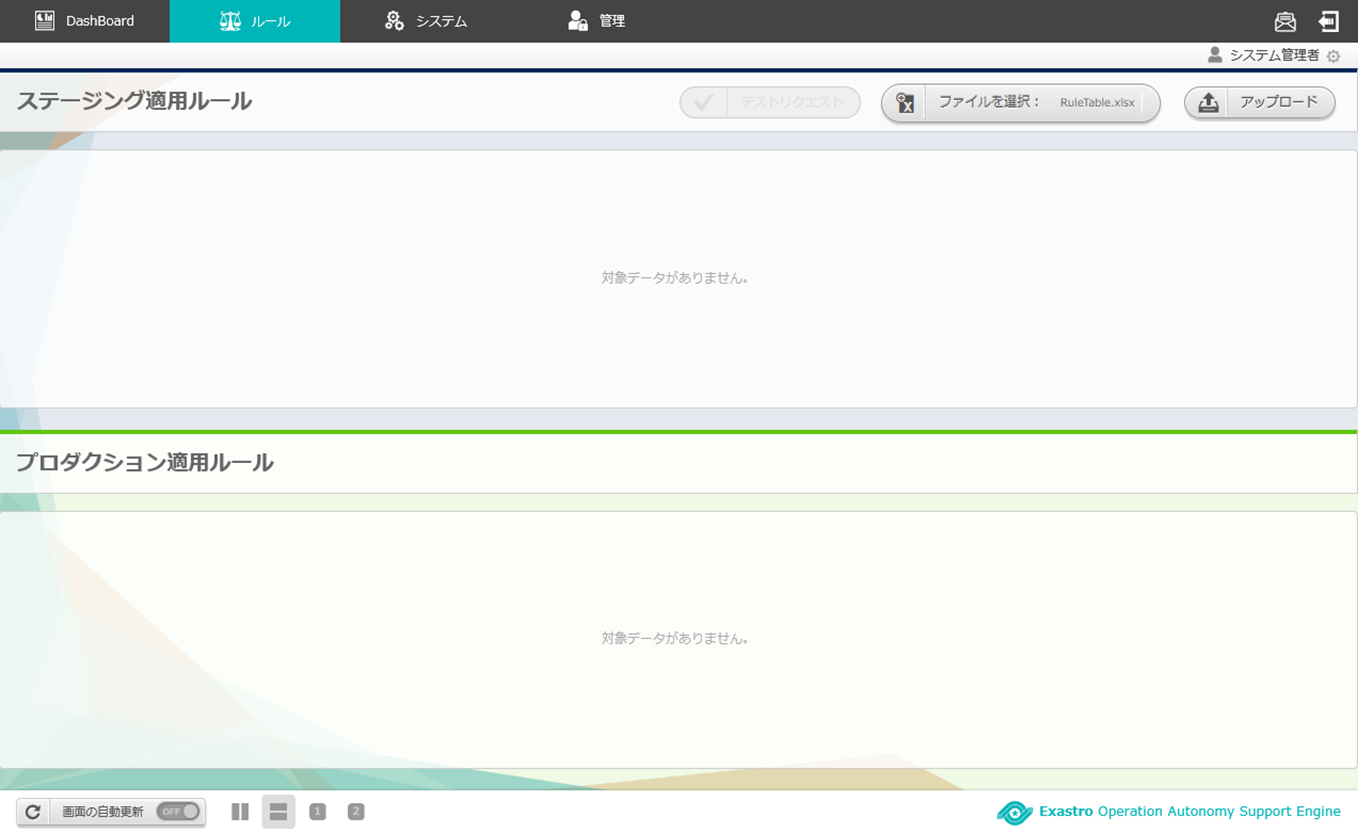 DashBoard ルール システム 管理
システム管理者
ステージング適用ルール テストリクエスト ファイルを選択： RuleTable.xlsx アップロード
対象データがありません。
プロダクション適用ルール
対象データがありません。
画面の自動更新 OFF 1 2 Exastro Operation Autonomy Support Engine